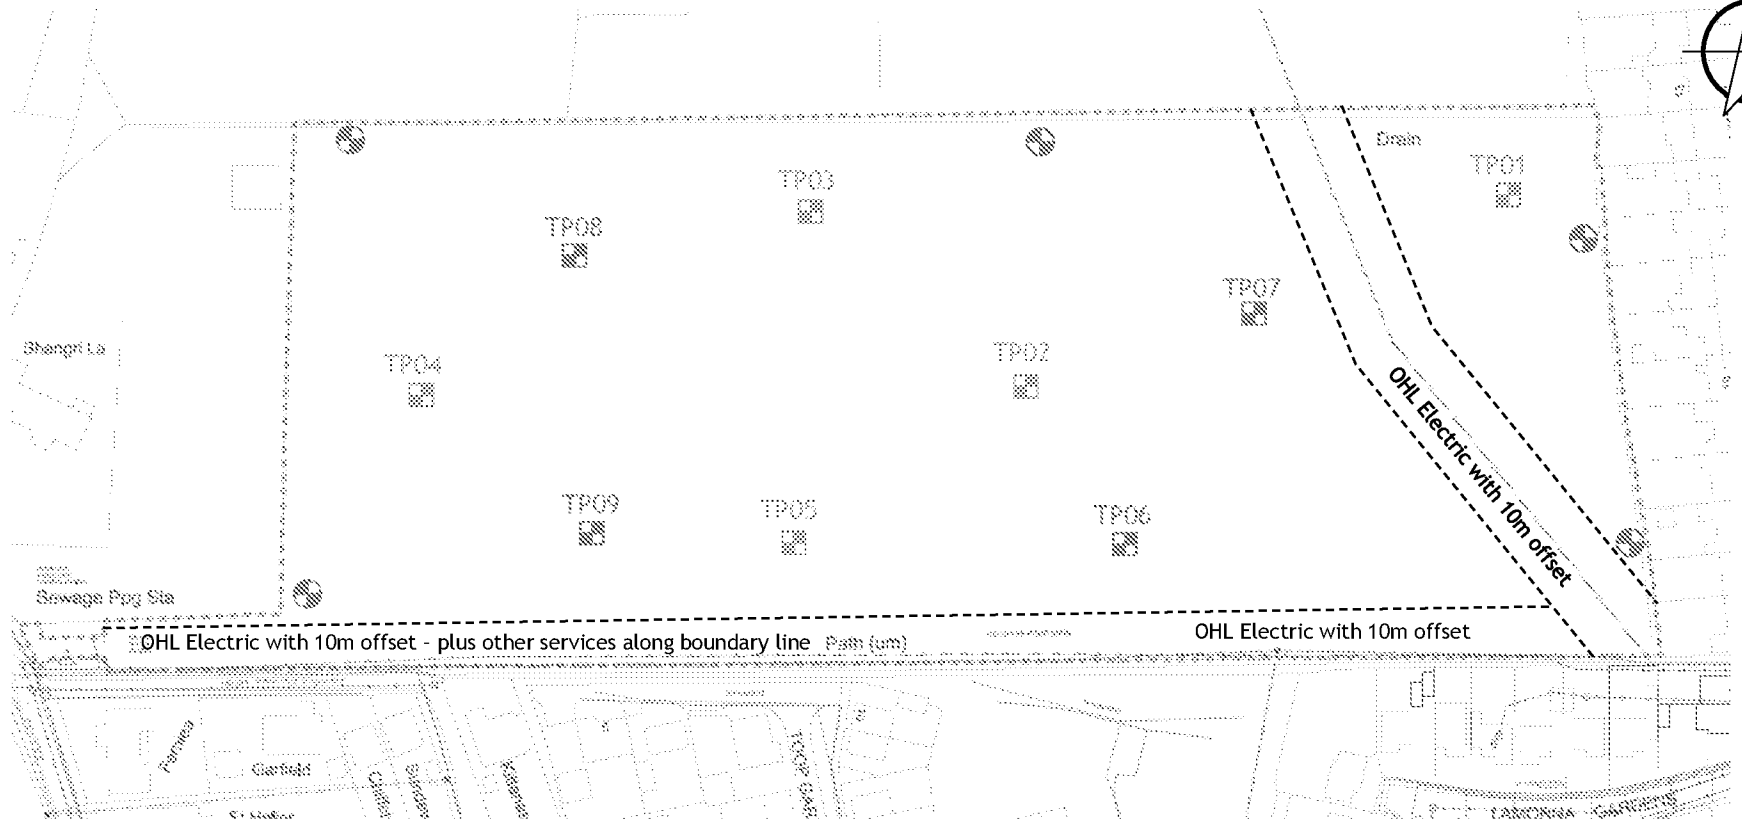 Drain
TP01
TP03
TP08
TP07
Shangri La
TP04
TP02
OHL Electric with 10m offset
TP09
TP05
TP06
Sewage Ppg Sta
OHL Electric with 10m offset - plus other services along boundary line
Path (um)
OHL Electric with 10m offset
Garfield
GARDENS